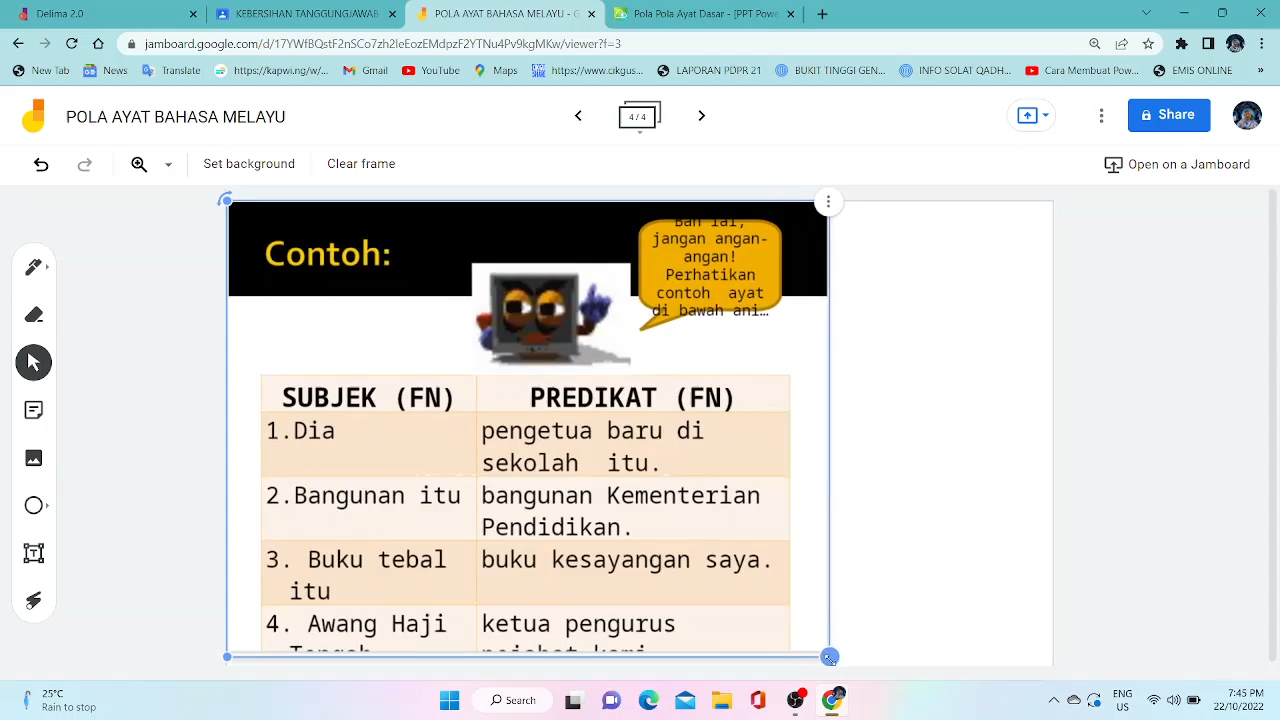 Delima 2.0
KEBERSIHAN TANGGUNGJAWAB
POLA AYAT BAHASA MELAYU - G
Pola Pola Ayat Dasar - [PPT Powe
jamboard.google.com/d/17YWfBQstF2nSCo7zh2leEozEMdpzF2YTNu4Pv9kgMKw/viewer?f=3
New Tab
News
Translate
https://keringat.my/w...
Gmail
YouTube
Maps
https://www.cikgus...
LAPORAN PDPR 21
BUKIT TINGGI GEN...
INFO SOLAT QADH...
Cara Membuat Pow...
EMIS ONLINE
»
POLA AYAT BAHASA MELAYU
4 / 4
Share
Set background
Clear frame
Open on a Jamboard
Contoh:
jangan angan-
angan!
Perhatikan
contoh ayat
di bawah ani…
SUBJEK (FN) PREDIKAT (FN)
1.Dia pengetua baru di
sekolah itu.
2.Bangunan itu bangunan Kementerian
Pendidikan.
3. Buku tebal buku kesayangan saya.
itu
4. Awang Haji ketua pengurus
25°C
Rain to stop
Search
ENG
US
7:45 PM
22/10/2022